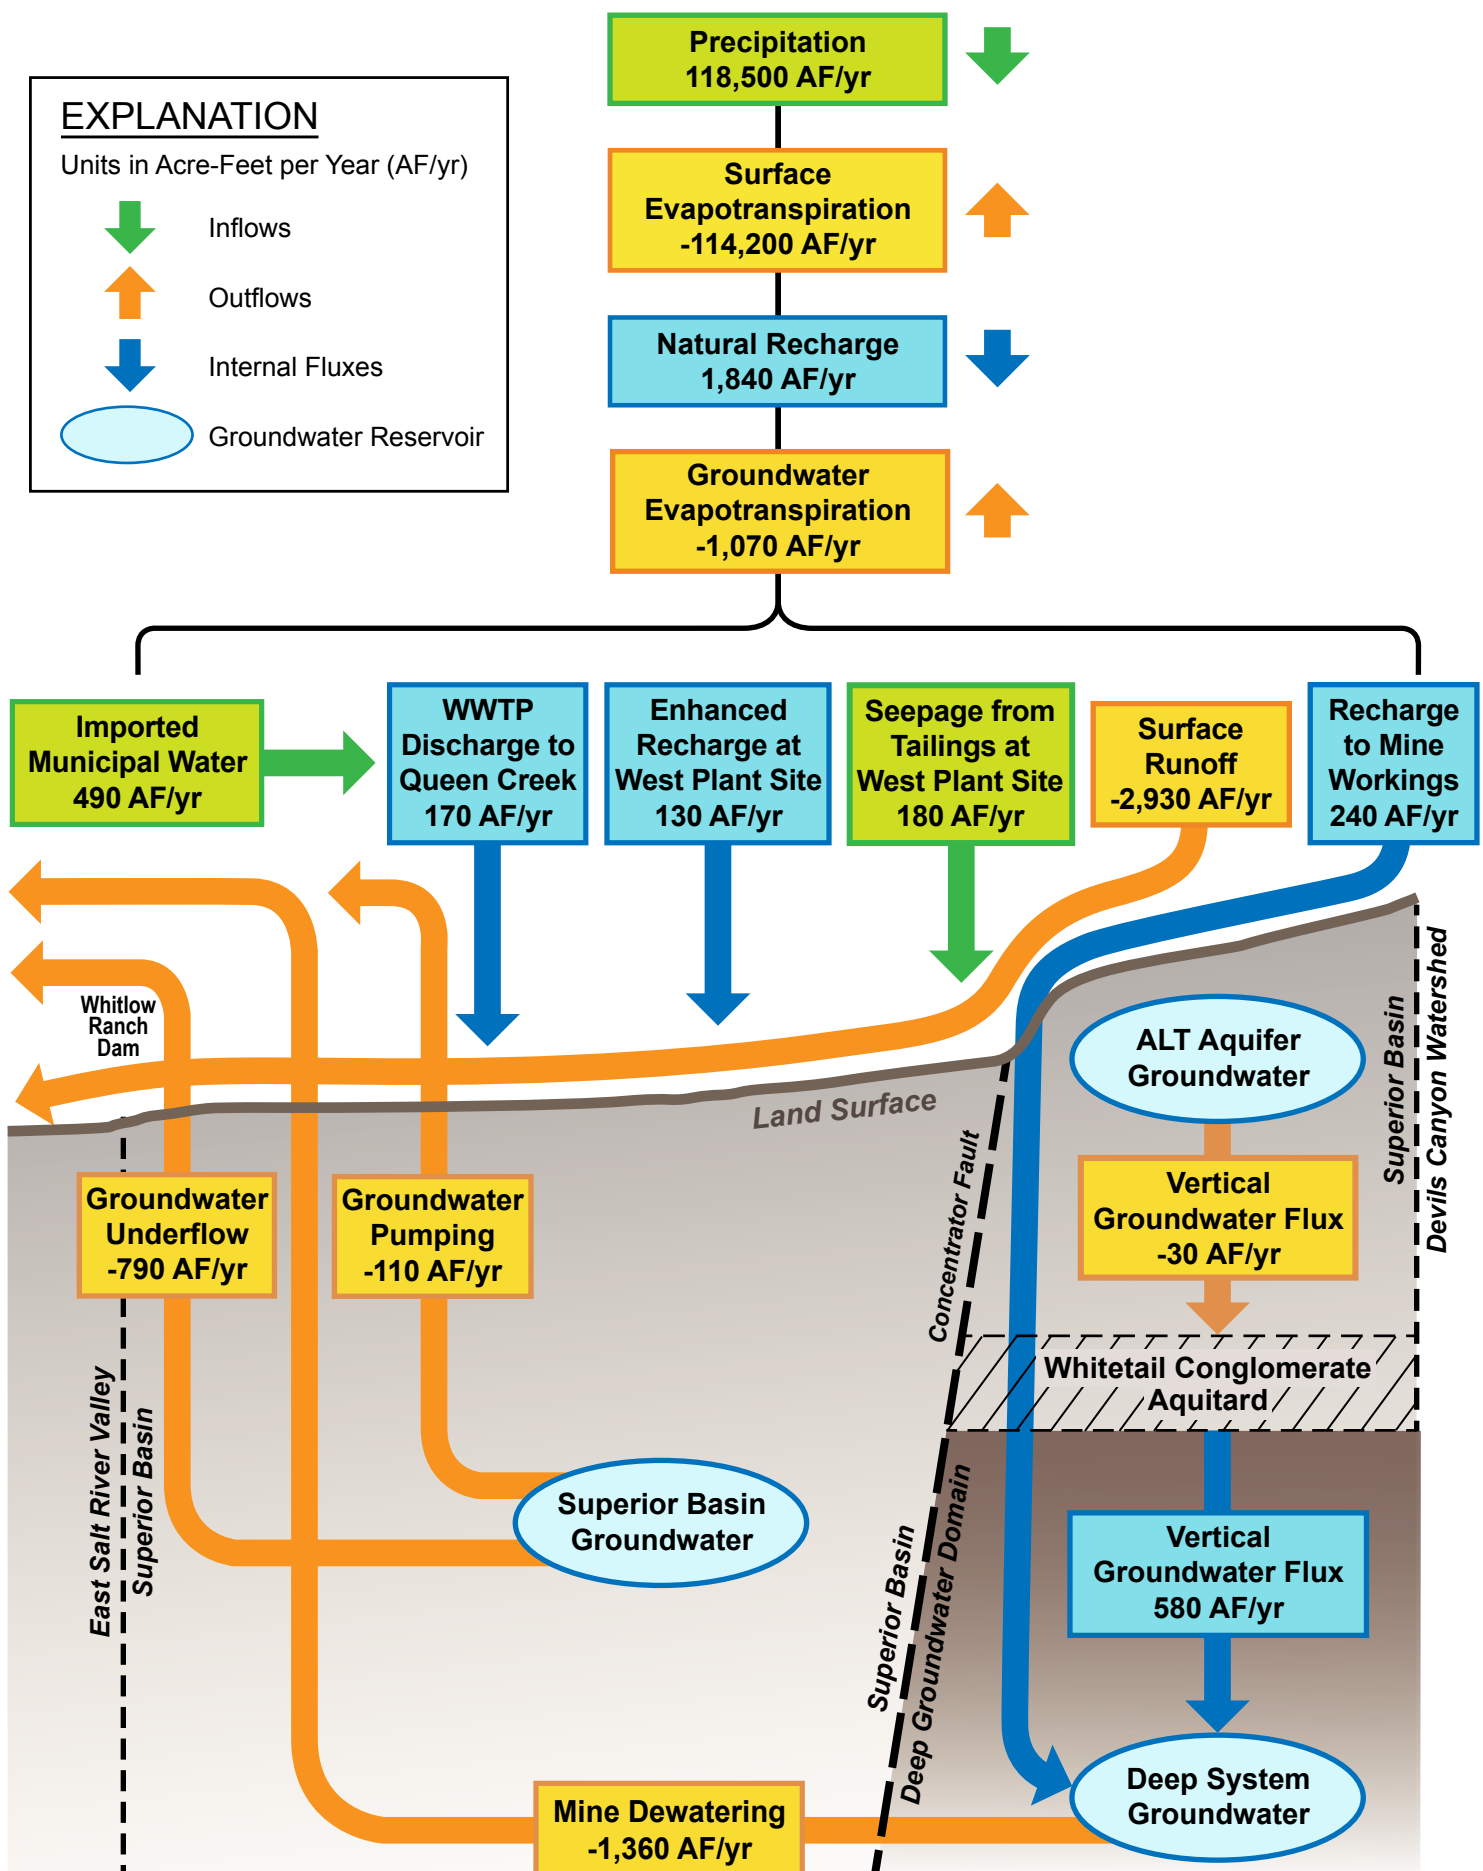 Precipitation
118,500 AF/yr
EXPLANATION
Units in Acre-Feet per Year (AF/yr)
Inflows
Outflows
Internal Fluxes
Groundwater Reservoir
Surface
Evapotranspiration
-114,200 AF/yr
Natural Recharge
1,840 AF/yr
Groundwater
Evapotranspiration
-1,070 AF/yr
Imported
Municipal Water
490 AF/yr
WWTP
Discharge to
Queen Creek
170 AF/yr
Enhanced
Recharge at
West Plant Site
130 AF/yr
Seepage from
Tailings at
West Plant Site
180 AF/yr
Surface
Runoff
-2,930 AF/yr
Recharge
to Mine
Workings
240 AF/yr
Whitlow
Ranch
Dam
Land Surface
ALT Aquifer
Groundwater
Superior Basin
Devils Canyon Watershed
Groundwater
Underflow
-790 AF/yr
Groundwater
Pumping
-110 AF/yr
Concentrator Fault
Vertical
Groundwater Flux
-30 AF/yr
Whitetail Conglomerate
Aquitard
East Salt River Valley
Superior Basin
Superior Basin
Groundwater
Superior Basin
Deep Groundwater Domain
Vertical
Groundwater Flux
580 AF/yr
Deep System
Groundwater
Mine Dewatering
-1,360 AF/yr